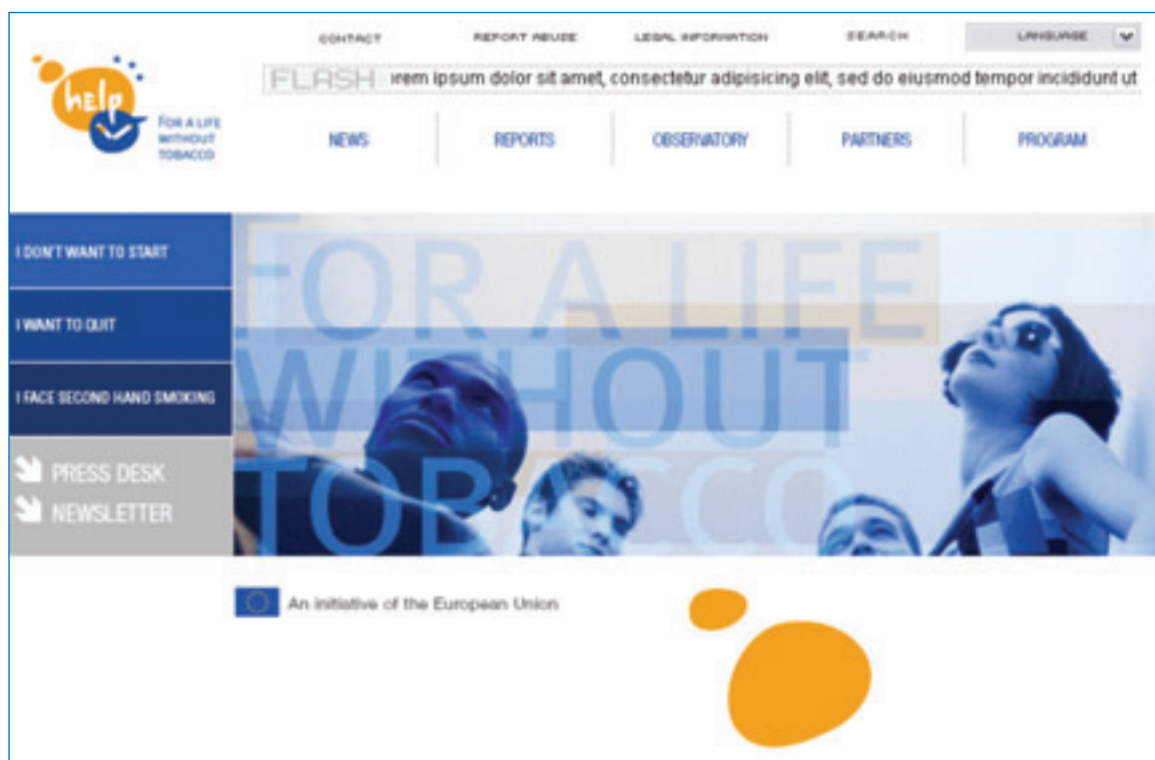 CONTACT REPORT ABUSE LEGAL INFORMATION SEARCH LANGUAGE
FLASH orem ipsum dolor sit amet, consectetur adipisicing elit, sed do eiusmod tempor incididunt ut
help
FOR A LIFE
WITHOUT
TOBACCO
NEWS REPORTS OBSERVATORY PARTNERS PROGRAM
I DON'T WANT TO START
I WANT TO QUIT
I FACE SECOND HAND SMOKING
PRESS DESK
NEWSLETTER
FOR A LIFE
WITHOUT
TOBACCO
An initiative of the European Union